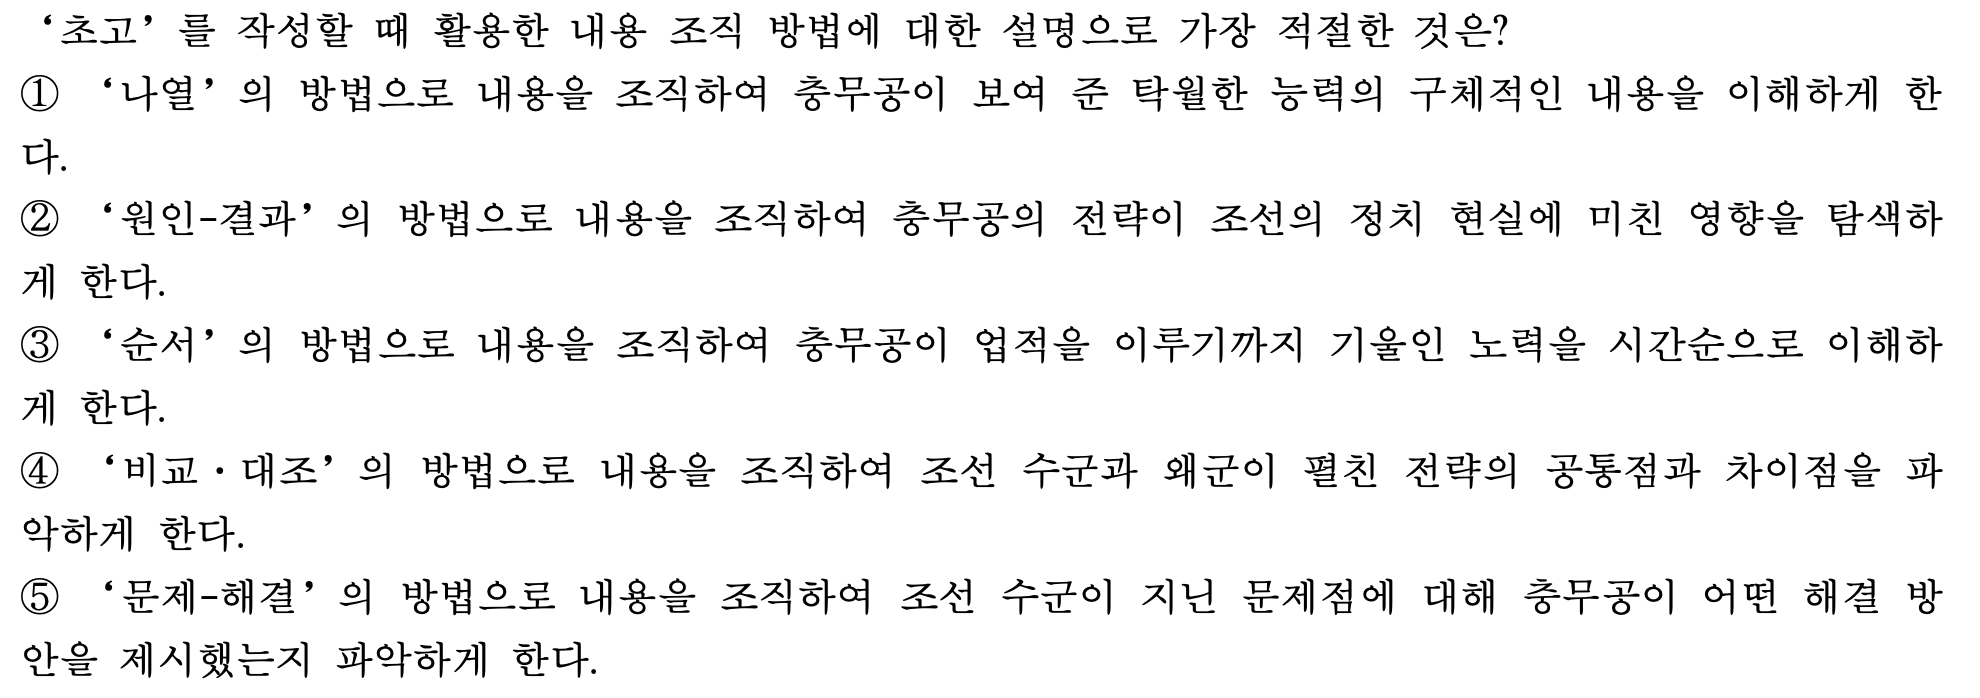 ‘초고’를 작성할 때 활용한 내용 조직 방법에 대한 설명으로 가장 적절한 것은?
① ‘나열’의 방법으로 내용을 조직하여 충무공이 보여 준 탁월한 능력의 구체적인 내용을 이해하게 한
다.
② ‘원인-결과’의 방법으로 내용을 조직하여 충무공의 전략이 조선의 정치 현실에 미친 영향을 탐색하
게 한다.
③ ‘순서’의 방법으로 내용을 조직하여 충무공이 업적을 이루기까지 기울인 노력을 시간순으로 이해하
게 한다.
④ ‘비교·대조’의 방법으로 내용을 조직하여 조선 수군과 왜군이 펼친 전략의 공통점과 차이점을 파
악하게 한다.
⑤ ‘문제-해결’의 방법으로 내용을 조직하여 조선 수군이 지닌 문제점에 대해 충무공이 어떤 해결 방
안을 제시했는지 파악하게 한다.